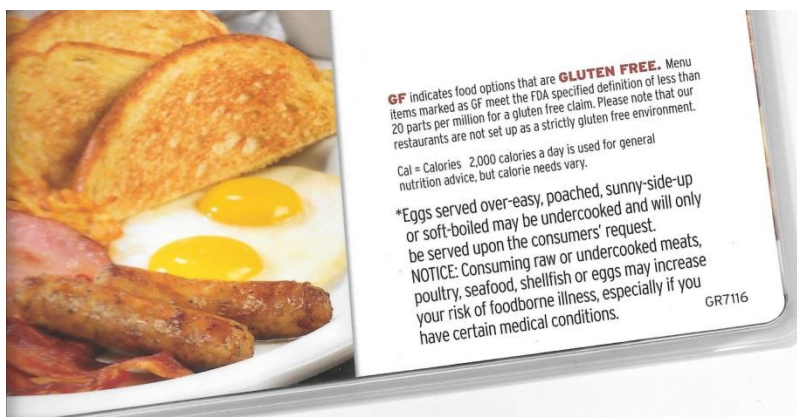 GF indicates food options that are GLUTEN FREE. Menu
items marked as GF meet the FDA specified definition of less than
20 parts per million for a gluten free claim. Please note that our
restaurants are not set up as a strictly gluten free environment.
Cal = Calories 2,000 calories a day is used for general
nutrition advice, but calorie needs vary.
*Eggs served over-easy, poached, sunny-side-up
or soft-boiled may be undercooked and will only
be served upon the consumers' request.
NOTICE: Consuming raw or undercooked meats,
poultry, seafood, shellfish or eggs may increase
your risk of foodborne illness, especially if you
have certain medical conditions.
GR7116